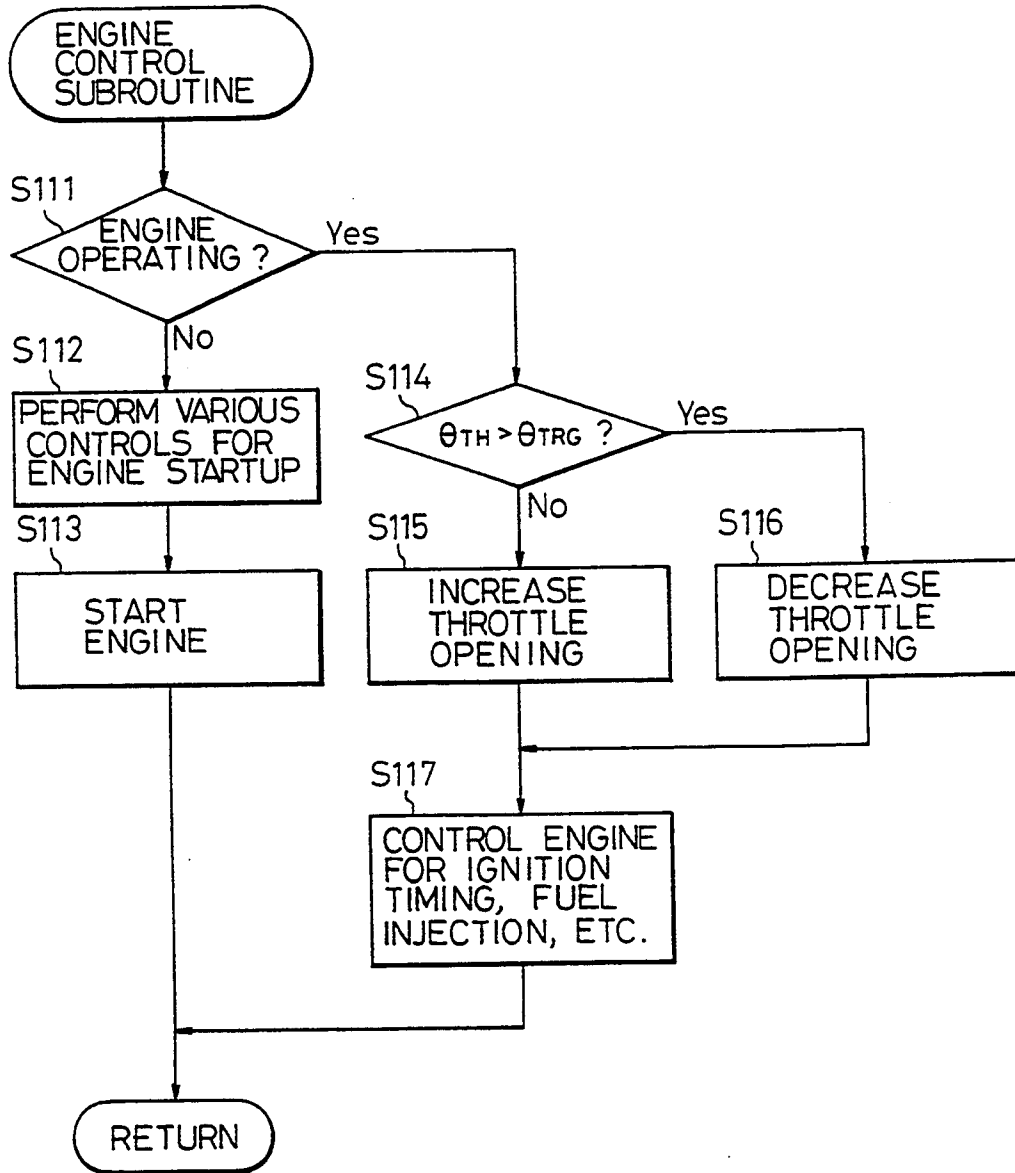 ENGINE
CONTROL
SUBROUTINE
S111
ENGINE
OPERATING ?
Yes
No
S112
PERFORM VARIOUS
CONTROLS FOR
ENGINE STARTUP
S113
START
ENGINE
S114
θTH > θTRG ?
Yes
No
S115
INCREASE
THROTTLE
OPENING
S116
DECREASE
THROTTLE
OPENING
S117
CONTROL ENGINE
FOR IGNITION
TIMING, FUEL
INJECTION, ETC.
RETURN